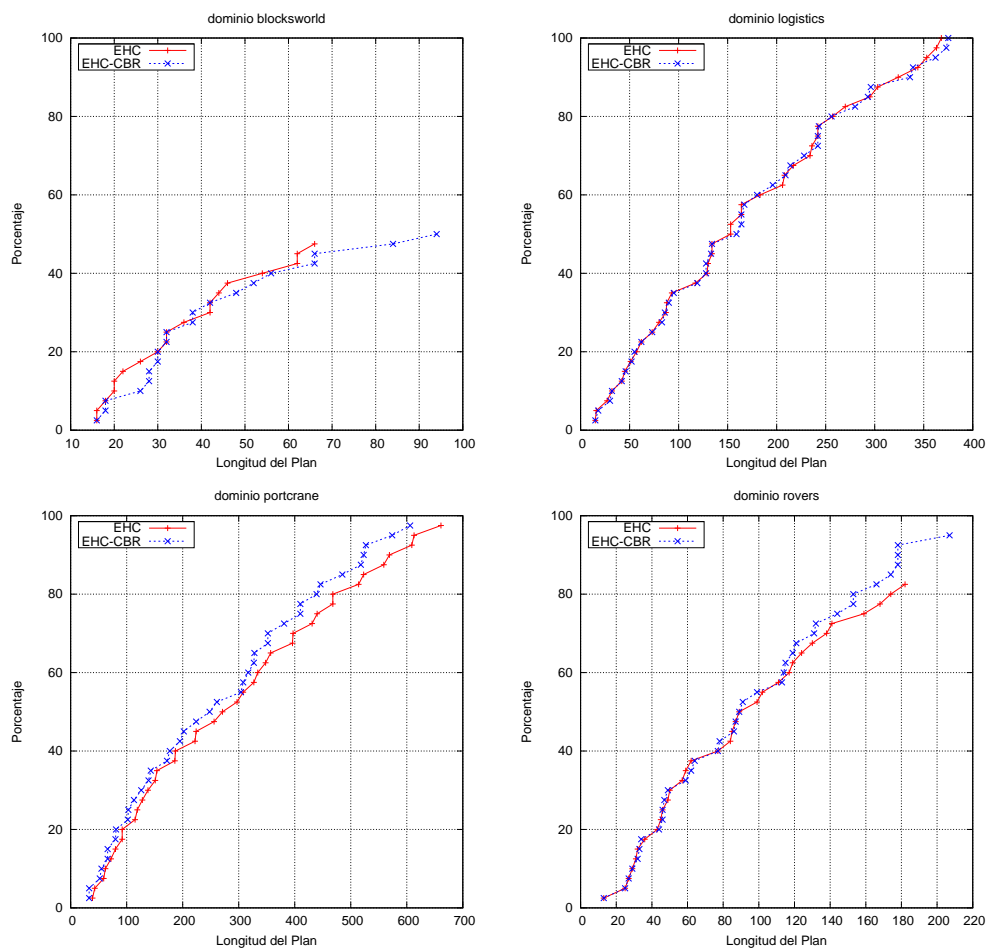 dominio blocksworld
100
80
60
40
20
0
10 20 30 40 50 60 70 80 90 100
Porcentaje
Longitud del Plan
EHC
EHC-CBR
dominio logistics
100
80
60
40
20
0
0 50 100 150 200 250 300 350 400
Porcentaje
Longitud del Plan
EHC
EHC-CBR
dominio portcrane
100
80
60
40
20
0
0 100 200 300 400 500 600 700
Porcentaje
Longitud del Plan
EHC
EHC-CBR
dominio rovers
100
80
60
40
20
0
0 20 40 60 80 100 120 140 160 180 200 220
Porcentaje
Longitud del Plan
EHC
EHC-CBR